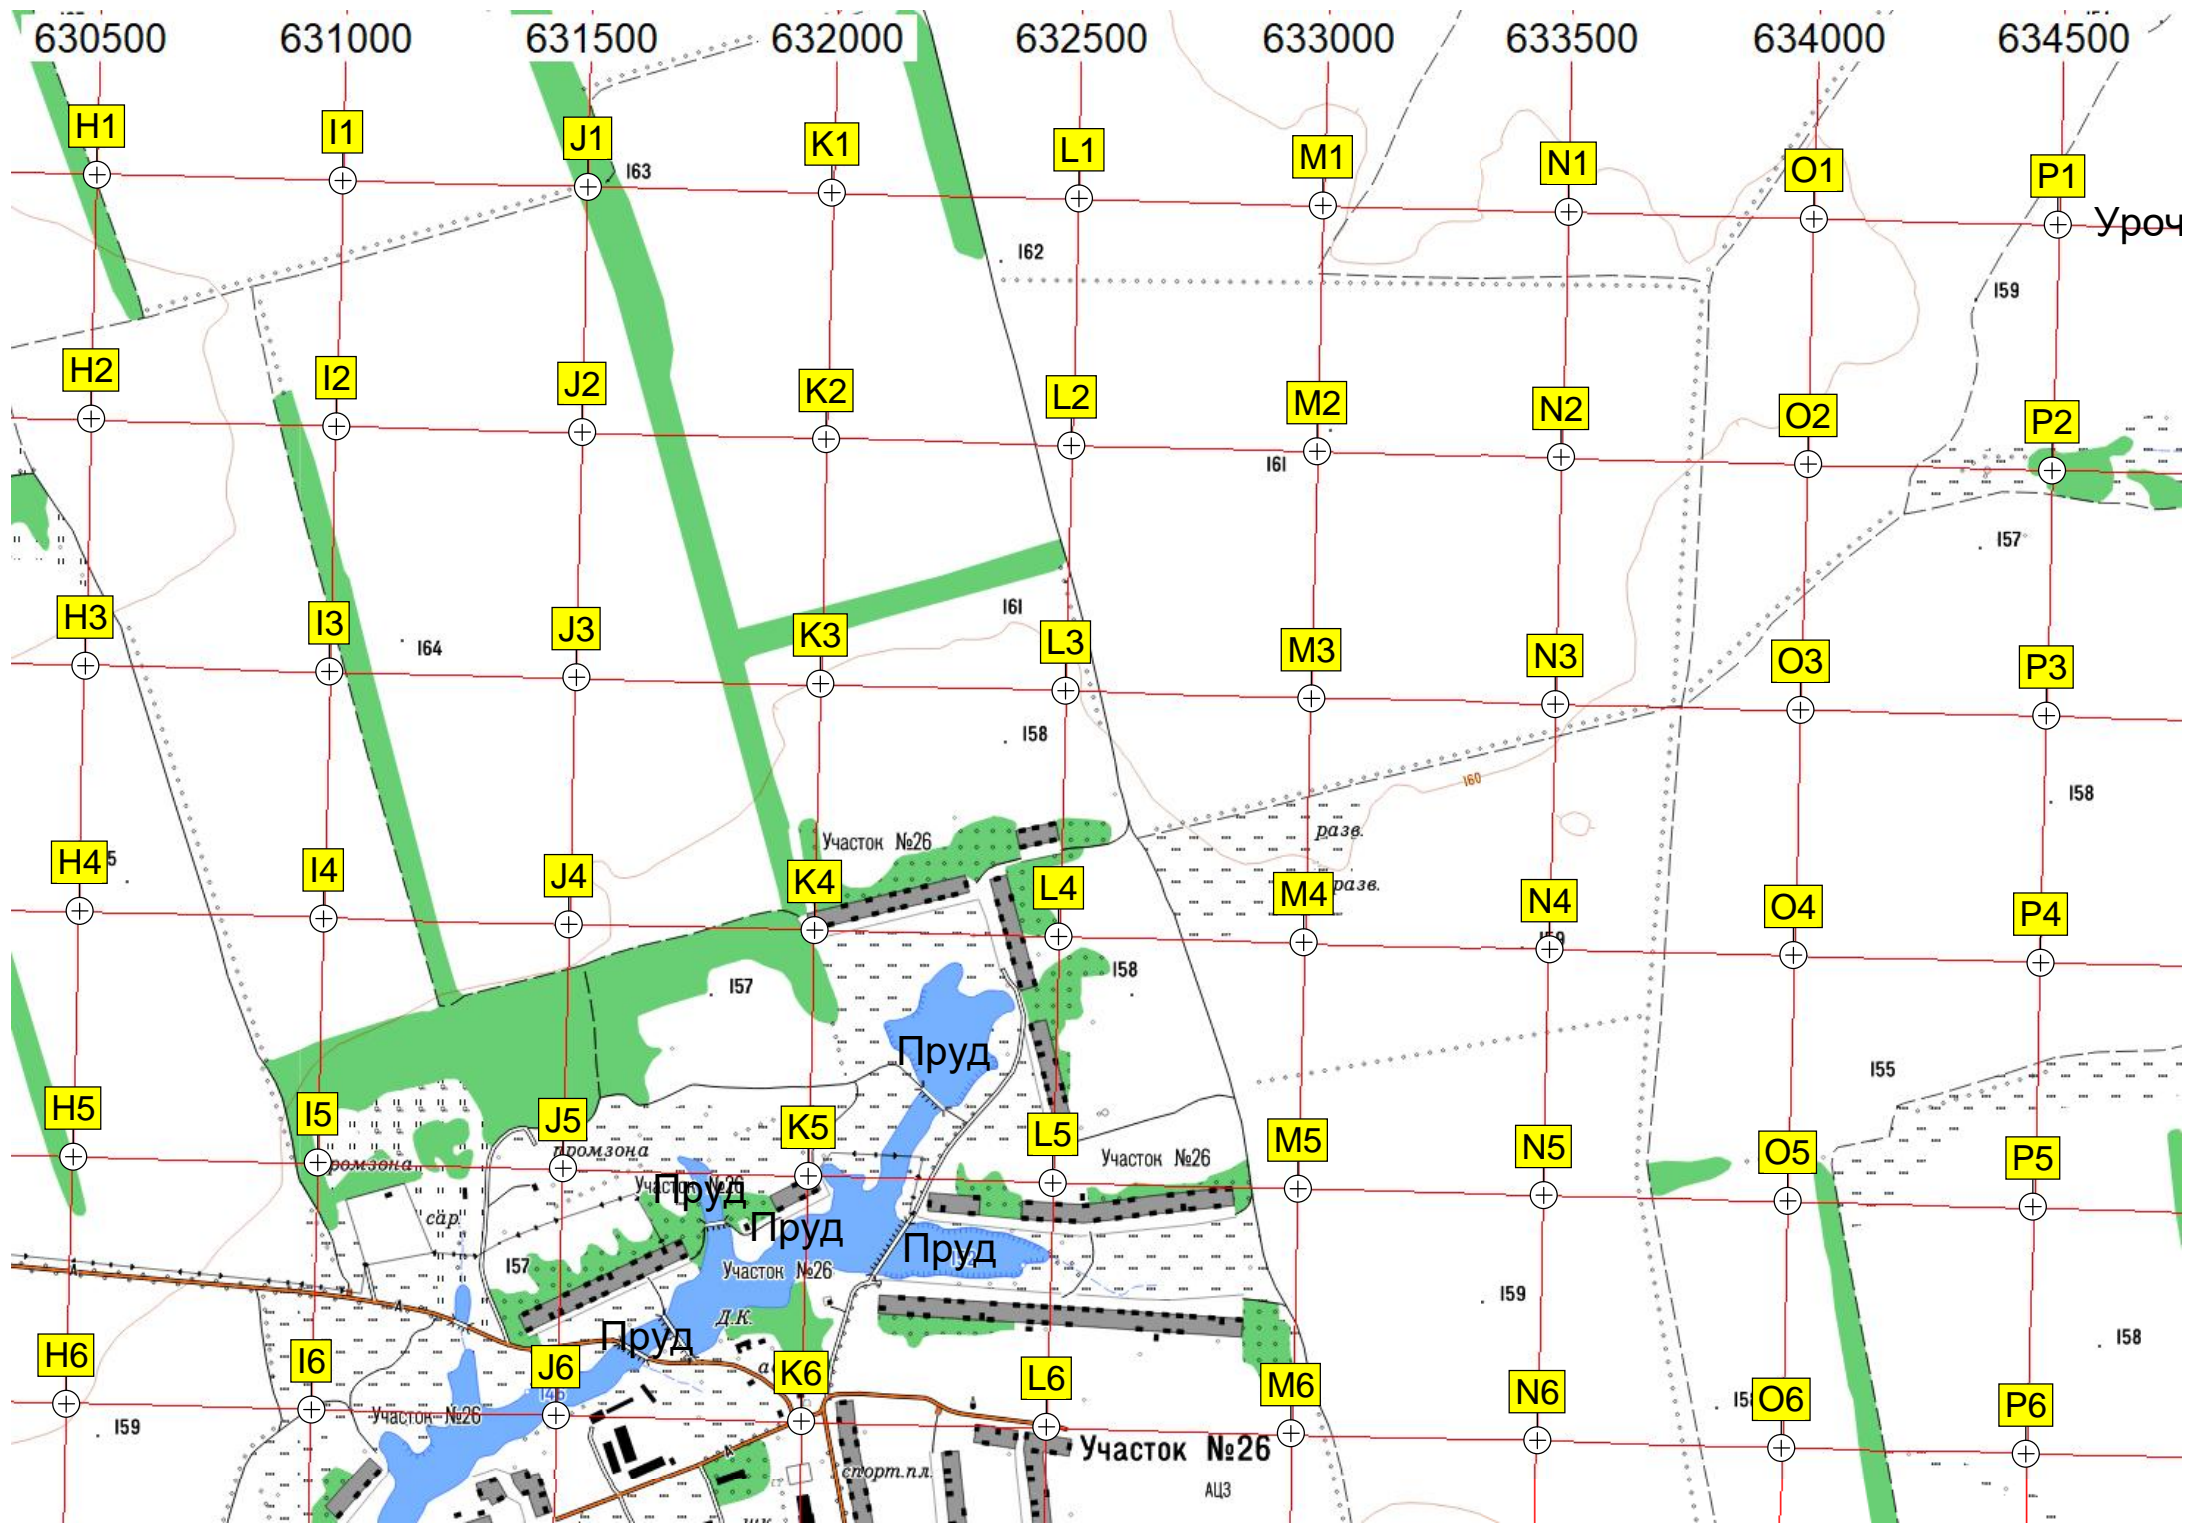 630500 631000 631500 632000 632500 633000 633500 634000 634500
H1 I1 J1 K1 L1 M1 N1 O1 P1
163
Уроч
162
159
H2 I2 J2 K2 L2 M2 N2 O2 P2
161
157
H3 I3 J3 K3 L3 M3 N3 O3 P3
161
164
158
160
158
разв.
Участок №26
H4 I4 J4 K4 L4 M4 N4 O4 P4
разв.
158
157
Пруд
155
H5 I5 J5 K5 L5 M5 N5 O5 P5
промзона
Участок №26
Участок №26
Пруд
сар.
Пруд
Пруд
157
Участок №26
159
Д.К.
Пруд
158
H6 I6 J6 K6 L6 M6 N6 O6 P6
146
159
Участок №26
Участок №26
спорт.пл.
АЦЗ